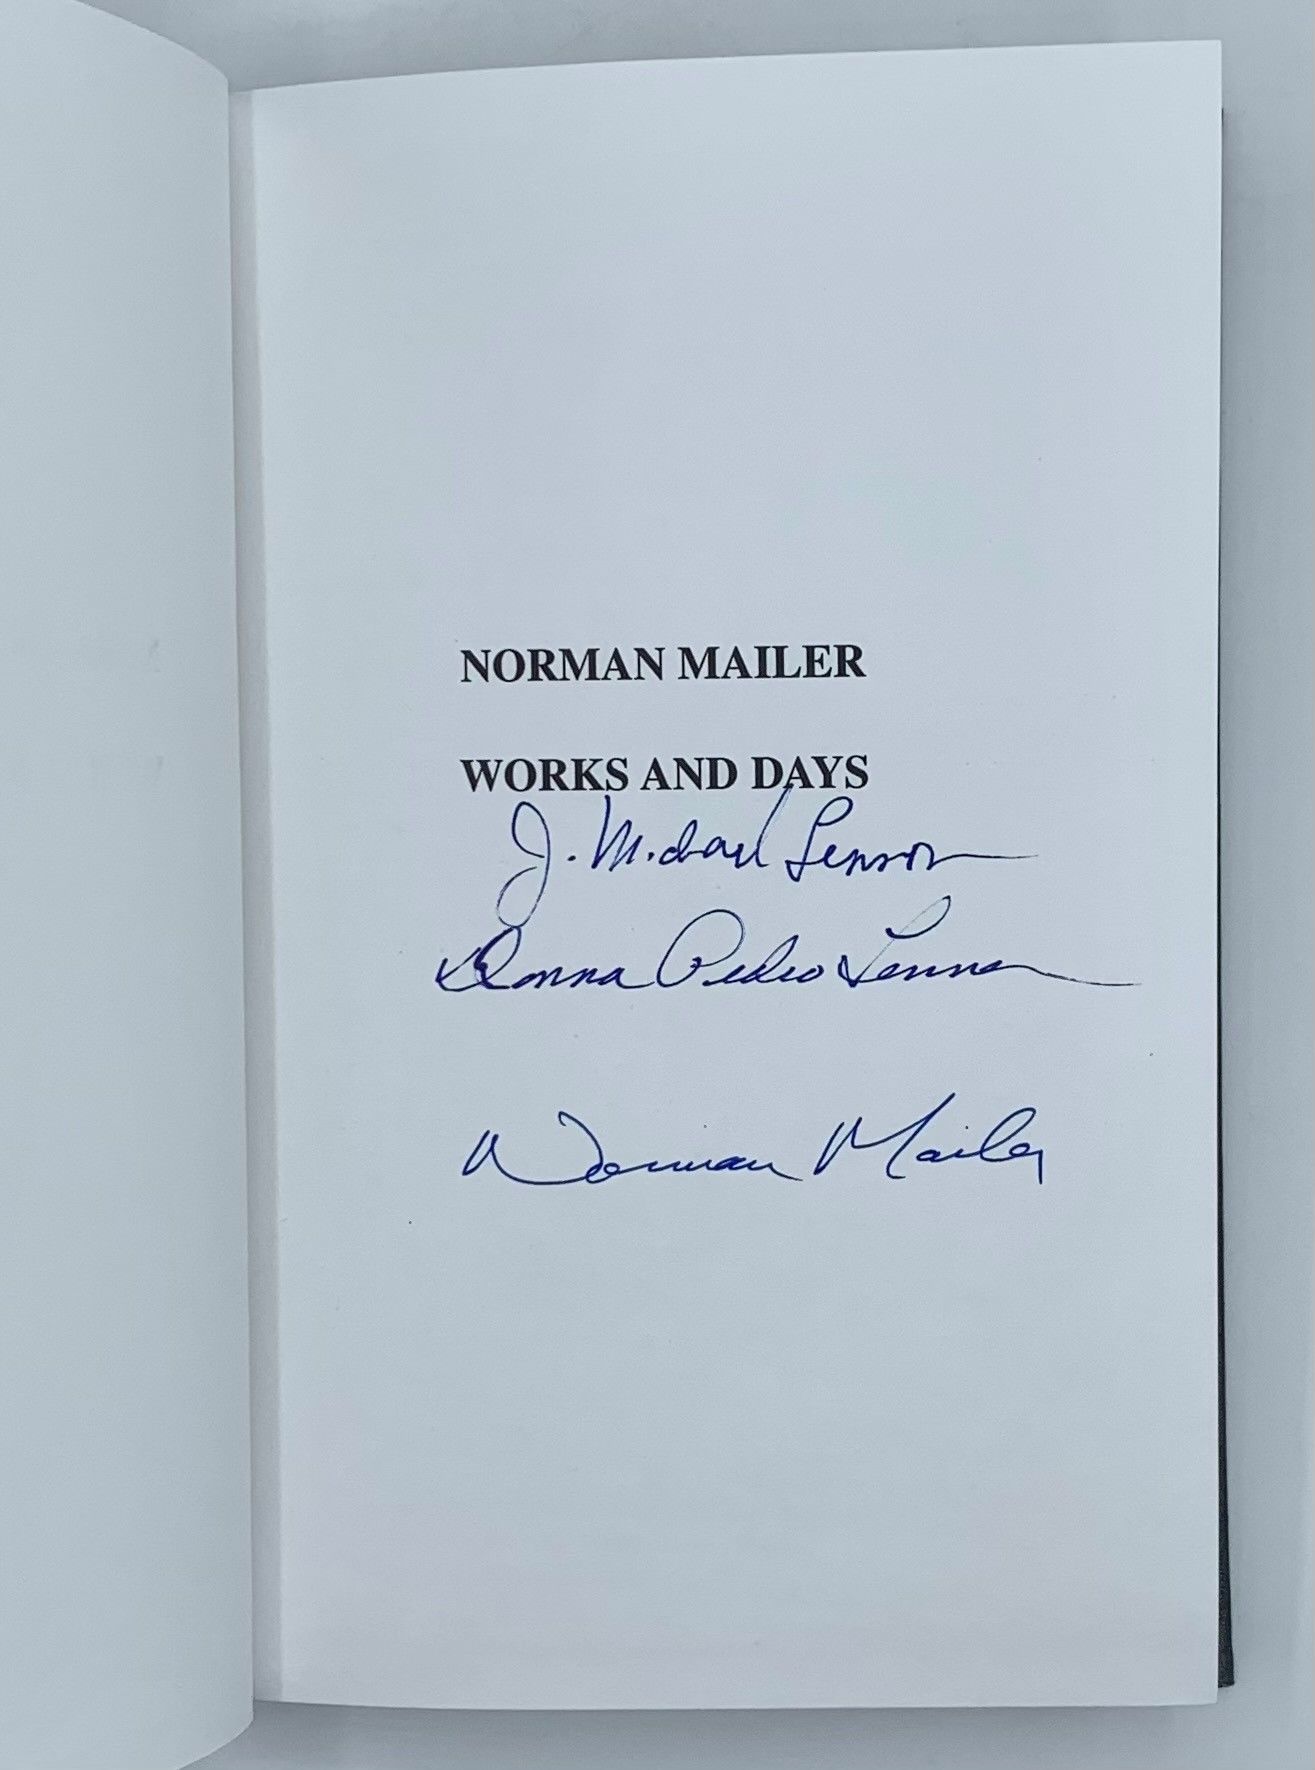 NORMAN MAILER
WORKS AND DAYS
J. Michael Lennon
Donna Pedro Lennon
Norman Mailer